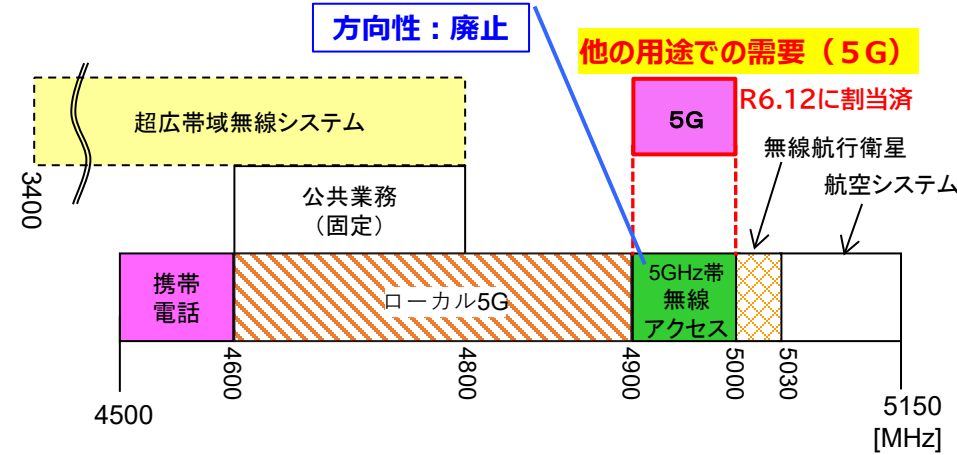 方向性：廃止
他の用途での需要（５G）
R6.12に割当済
5G
超広帯域無線システム
無線航行衛星
航空システム
3400
公共業務
（固定）
携帯
電話
ローカル5G
5GHz帯
無線
アクセス
4500
4600
4800
4900
5000
5030
5150
[MHz]